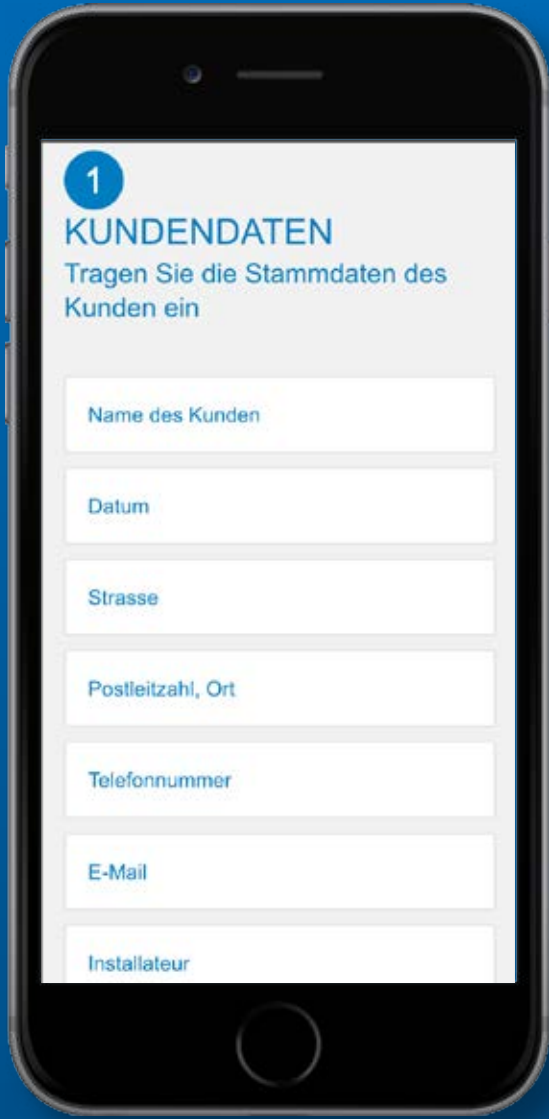 1
KUNDENDATEN
Tragen Sie die Stammdaten des
Kunden ein
Name des Kunden
Datum
Strasse
Postleitzahl, Ort
Telefonnummer
E-Mail
Installateur